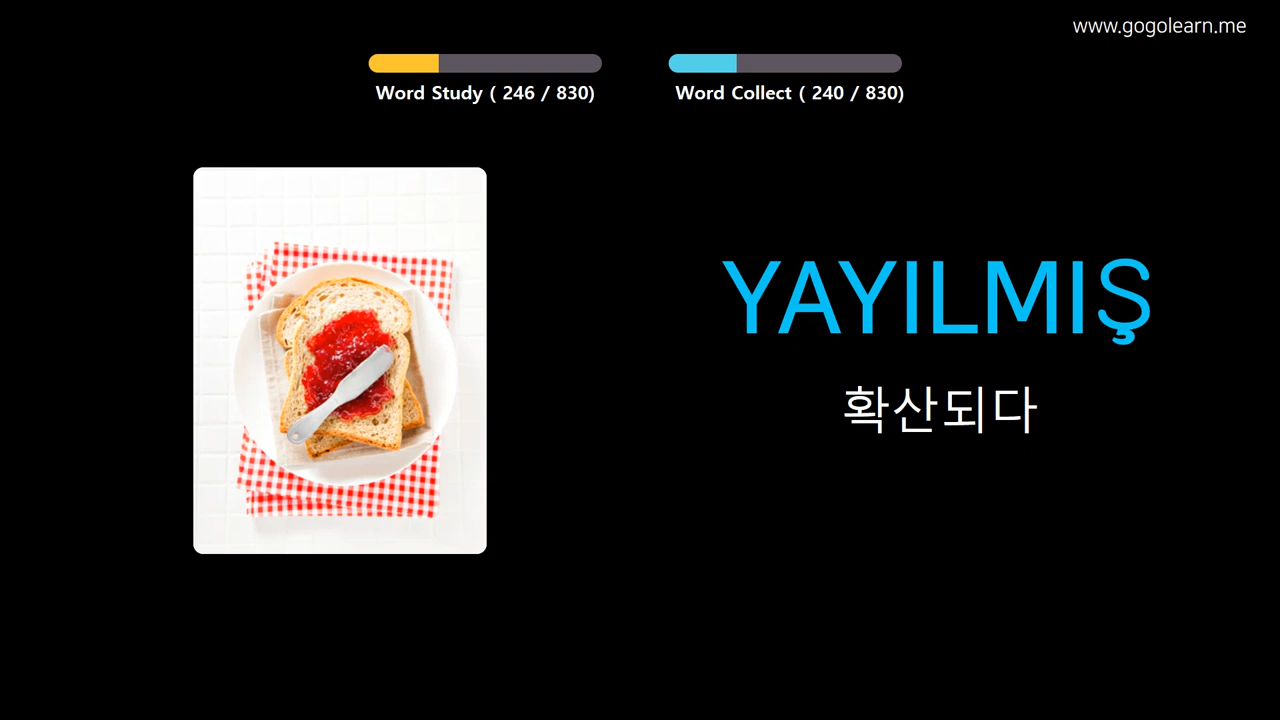 www.gogolearn.me
Word Study ( 246 / 830)
Word Collect ( 240 / 830)
YAYILMIŞ
확산되다